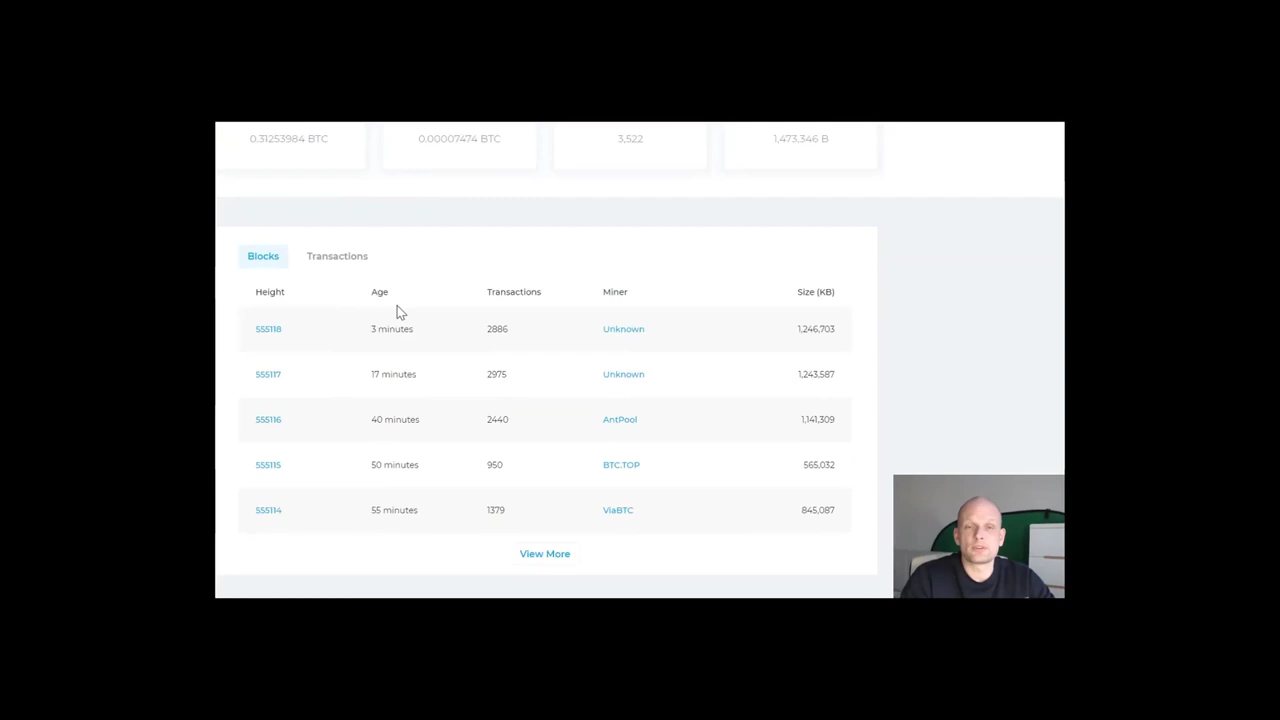 0.31253984 BTC 0.00007474 BTC 3,522 1,473,346 B
Blocks Transactions
Height Age Transactions Miner Size (KB)
555118 3 minutes 2886 Unknown 1,246,703
555117 17 minutes 2975 Unknown 1,243,587
555116 40 minutes 2440 AntPool 1,141,309
555115 50 minutes 950 BTC.TOP 565,032
555114 55 minutes 1379 ViaBTC 845,087
View More